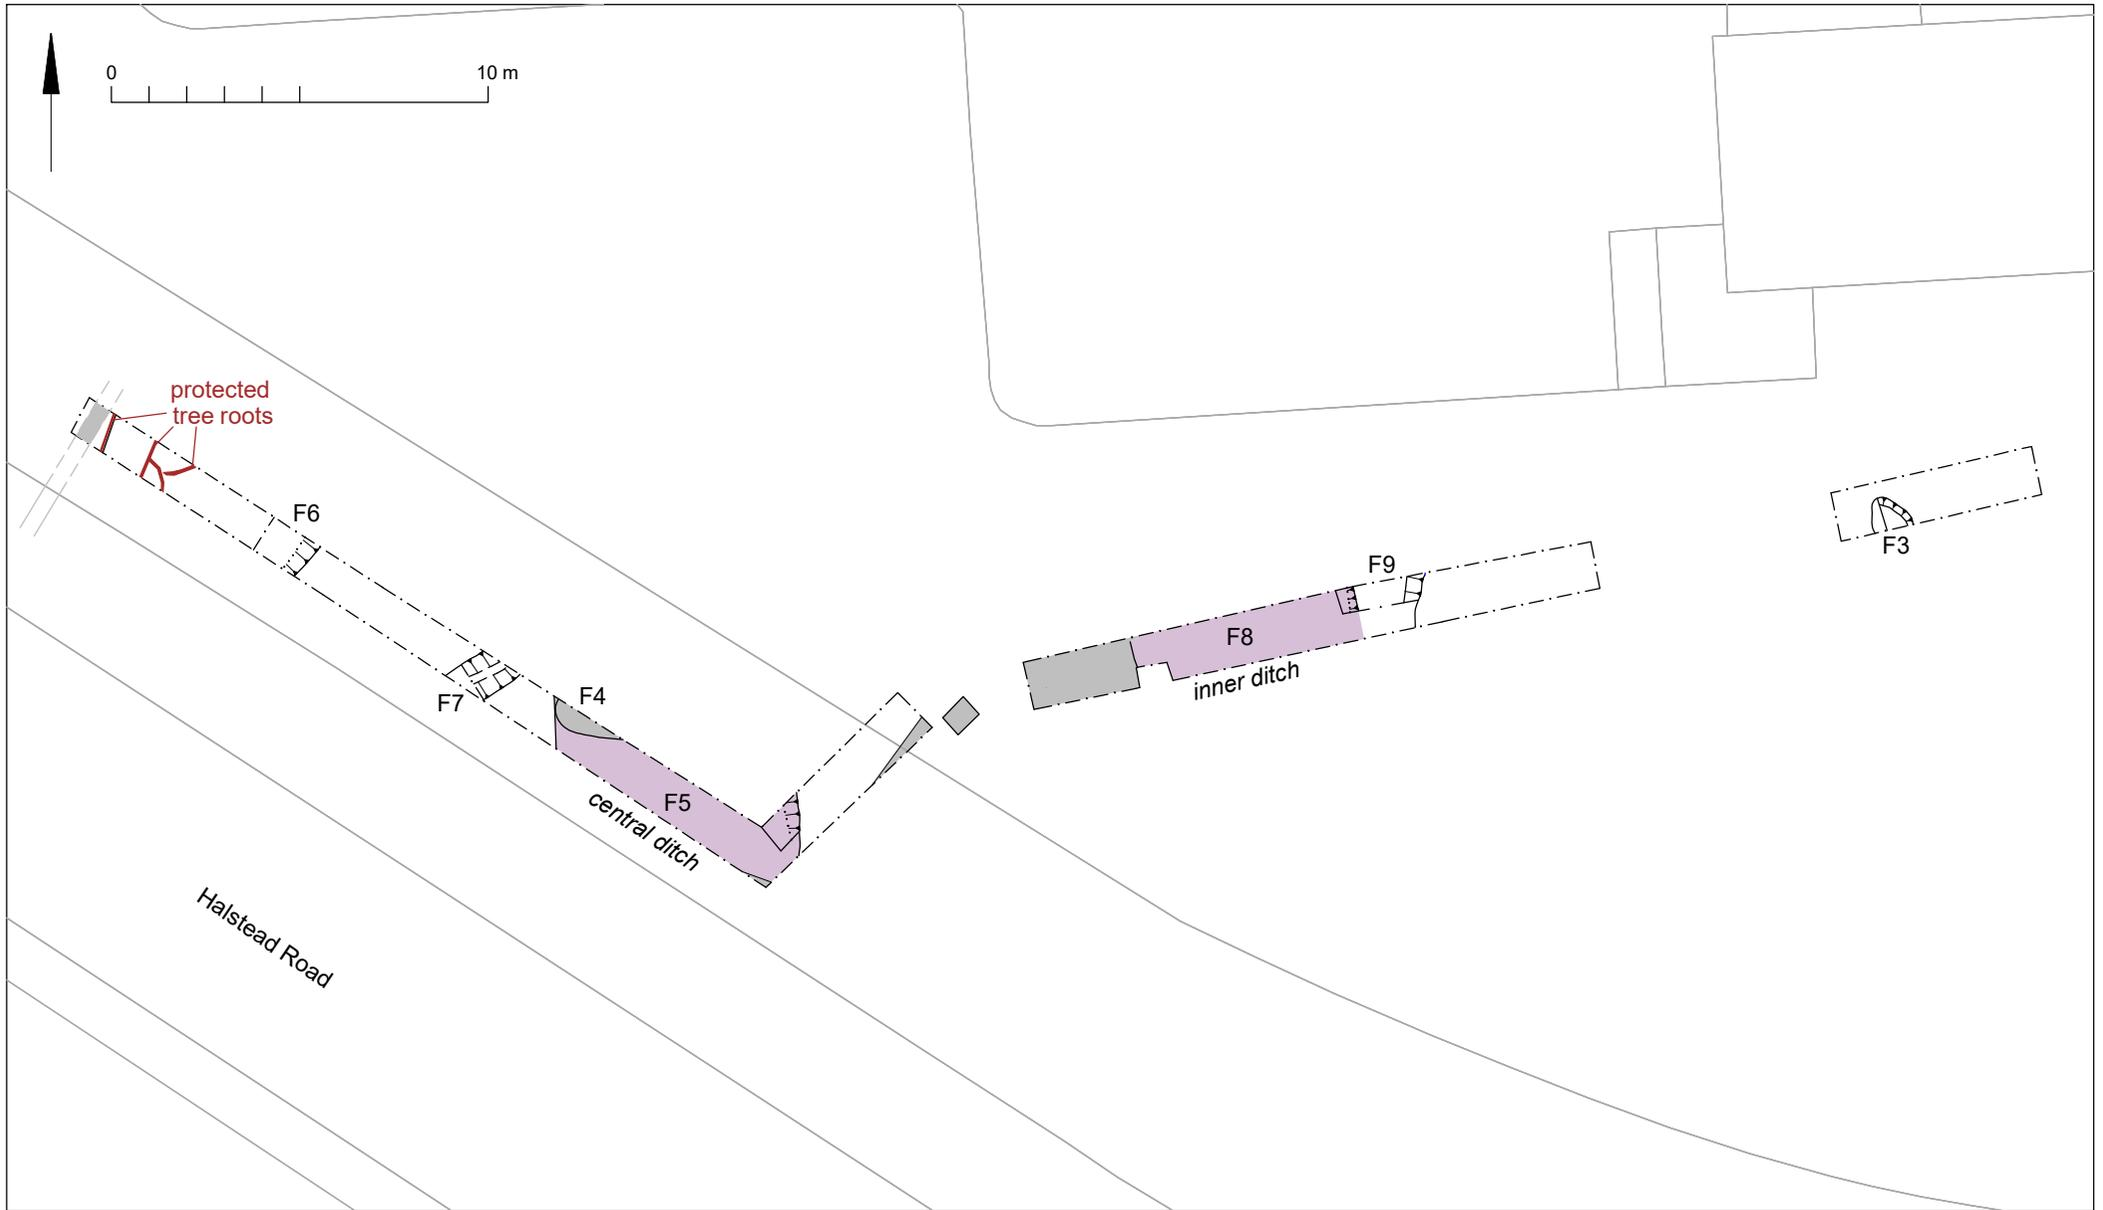 0 10 m
protected
tree roots
F6
F3
F9
F8
inner ditch
F4
F7
F5
central ditch
Halstead Road